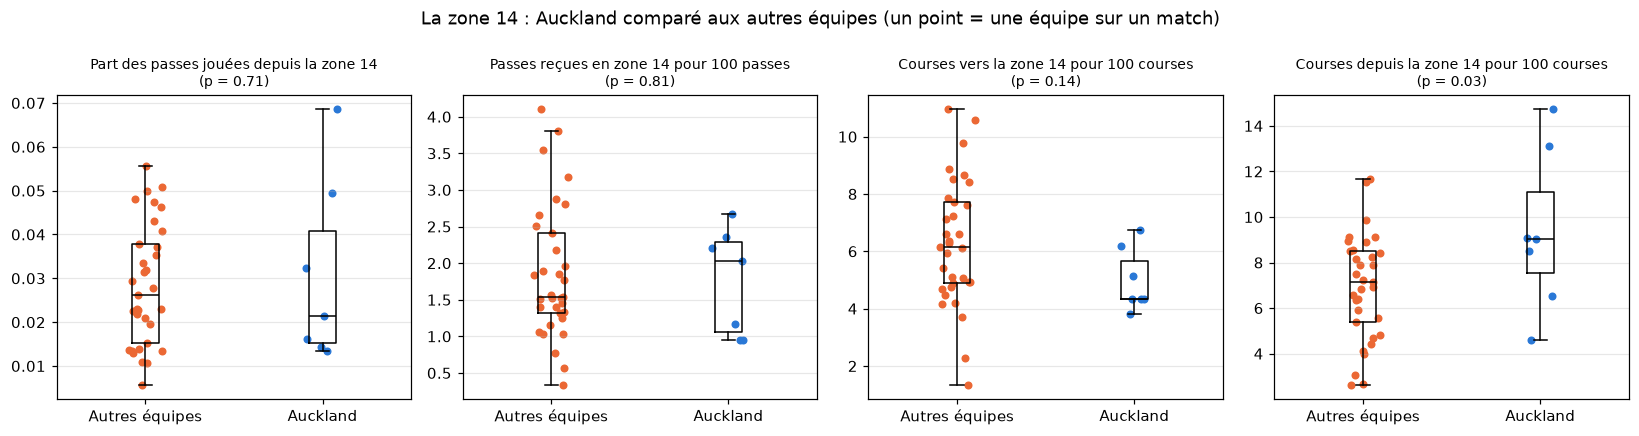 La zone 14 : Auckland comparé aux autres équipes (un point = une équipe sur un match)
Part des passes jouées depuis la zone 14
(p = 0.71)
0.07
0.06
0.05
0.04
0.03
0.02
0.01
Autres équipes
Auckland
Passes reçues en zone 14 pour 100 passes
(p = 0.81)
4.0
3.5
3.0
2.5
2.0
1.5
1.0
0.5
Autres équipes
Auckland
Courses vers la zone 14 pour 100 courses
(p = 0.14)
10
8
6
4
2
Autres équipes
Auckland
Courses depuis la zone 14 pour 100 courses
(p = 0.03)
14
12
10
8
6
4
Autres équipes
Auckland